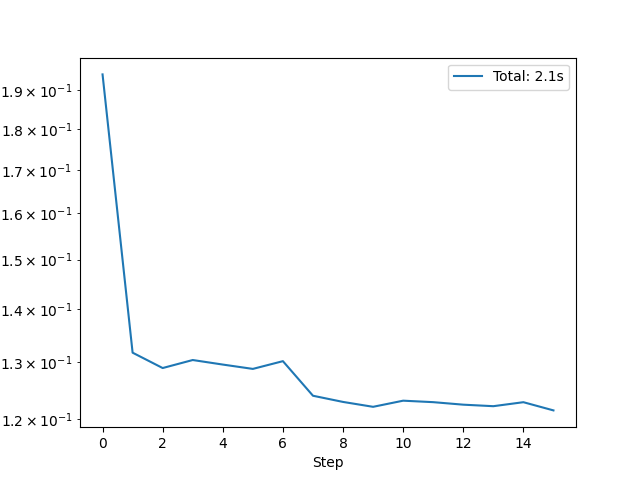 Total: 2.1s
1.9 × 10⁻¹
1.8 × 10⁻¹
1.7 × 10⁻¹
1.6 × 10⁻¹
1.5 × 10⁻¹
1.4 × 10⁻¹
1.3 × 10⁻¹
1.2 × 10⁻¹
0 2 4 6 8 10 12 14
Step